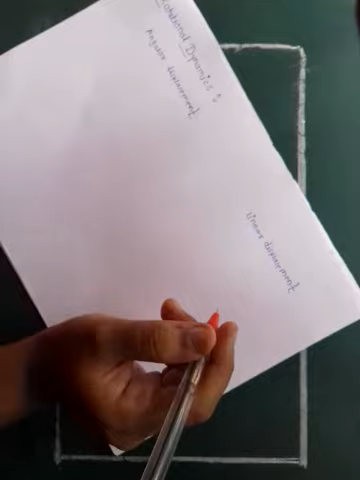 Rotational Dynamics :
Angular displacement
Linear displacement